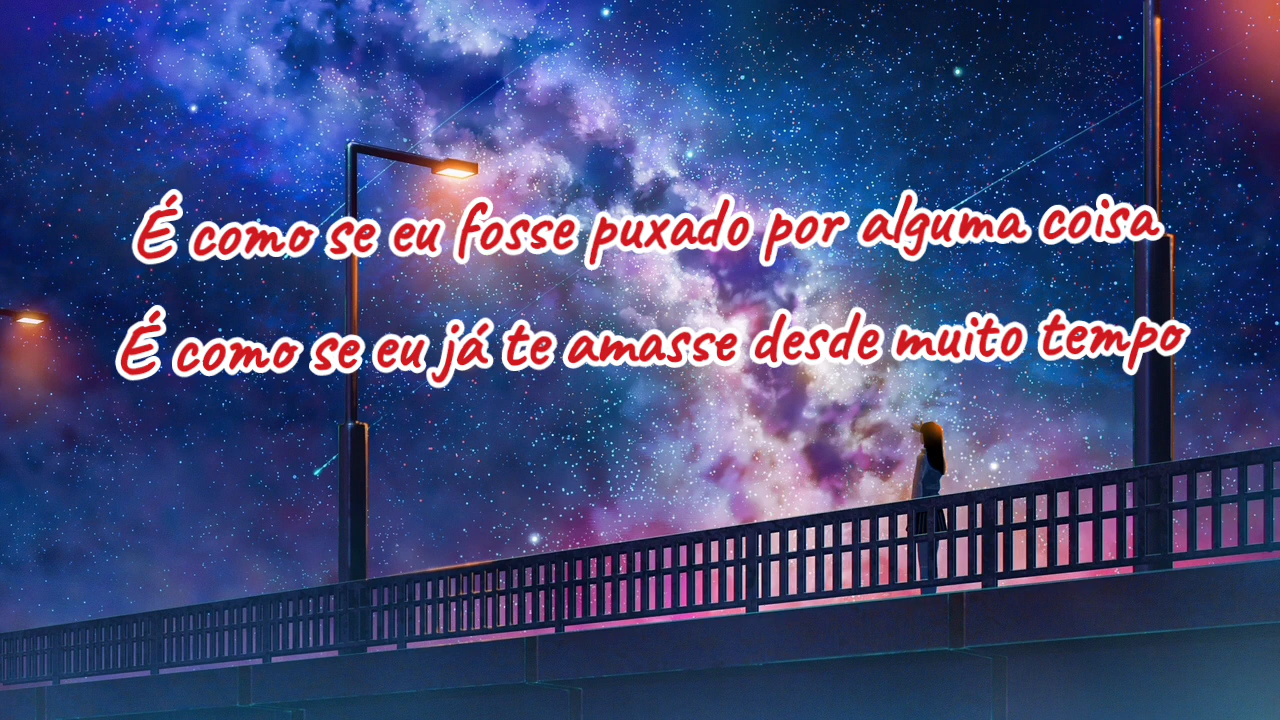 É como se eu fosse puxado por alguma coisa
É como se eu já te amasse desde muito tempo